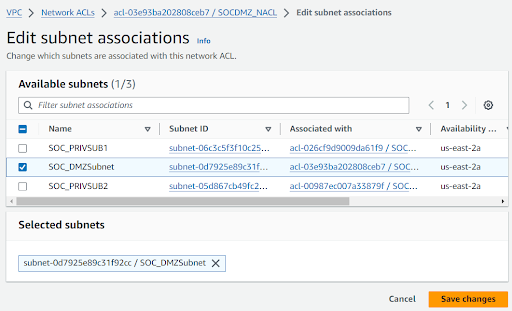 VPC > Network ACLs > acl-03e93ba202808ceb7 / SOCDMZ_NACL > Edit subnet associations
Edit subnet associations Info
Change which subnets are associated with this network ACL.
Available subnets (1/3)
Filter subnet associations
< 1 >
Name Subnet ID Associated with Availability ...
SOC_PRIVSUB1 subnet-06c3c5f3f10c25... acl-026cf9d9009da61f9 / SOC... us-east-2a
SOC_DMZSubnet subnet-0d7925e89c31f... acl-03e93ba202808ceb7 / SOC... us-east-2a
SOC_PRIVSUB2 subnet-05d867cb49fc2... acl-00987ec007a33879f / SOC... us-east-2a
Selected subnets
subnet-0d7925e89c31f92cc / SOC_DMZSubnet X
Cancel Save changes